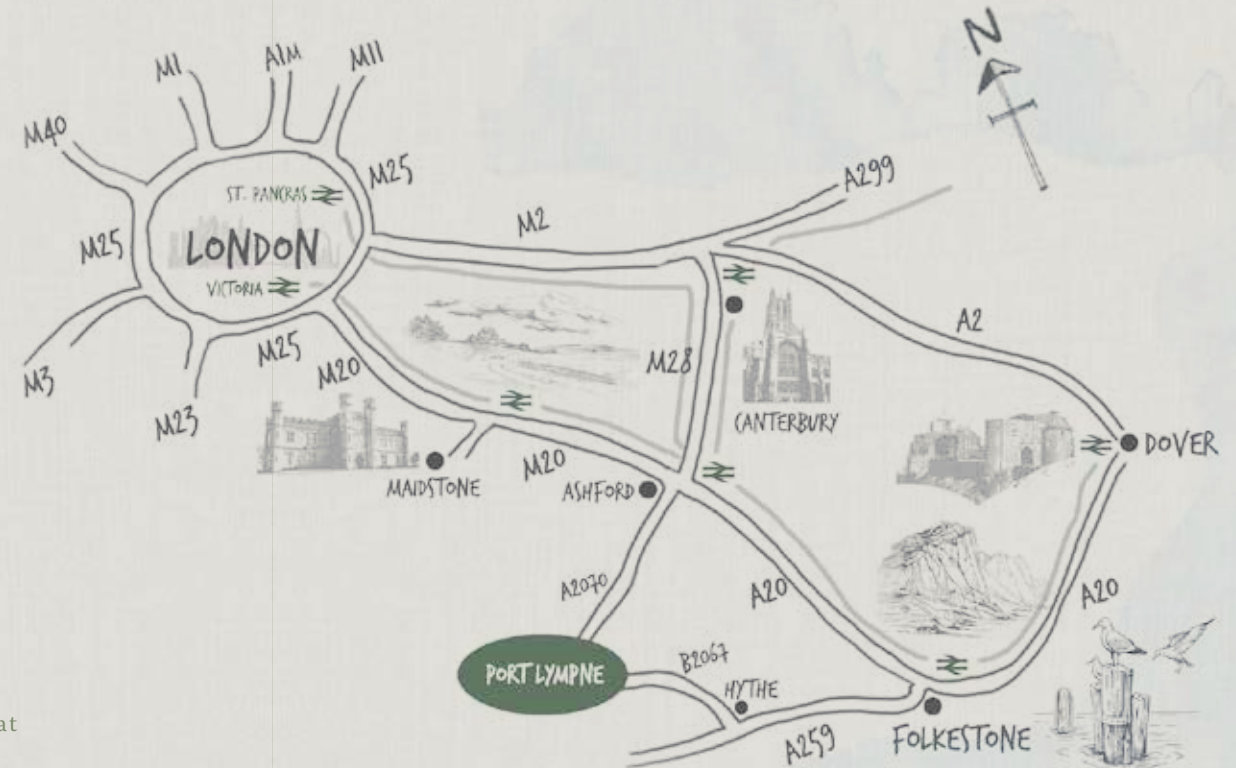 M1
A1M
M11
N
M40
M25
A299
ST. PANCRAS
M2
M25
LONDON
VICTORIA
A2
M25
M20
M28
M3
M23
CANTERBURY
DOVER
M20
MAIDSTONE
ASHFORD
A2070
A20
A20
PORT LYMPNE
B2067
HYTHE
at
A259
FOLKESTONE